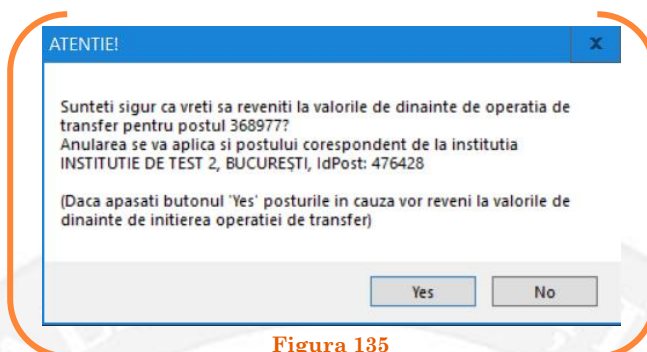 ATENTIE!
x
Sunteti sigur ca vreti sa reveniti la valorile de dinainte de operatia de
transfer pentru postul 368977?
Anularea se va aplica si postului corespondent de la institutia
INSTITUTIE DE TEST 2, BUCUREȘTI, IdPost: 476428
(Daca apasati butonul 'Yes' posturile in cauza vor reveni la valorile de
dinainte de initierea operatiei de transfer)
Yes
No
Figura 135